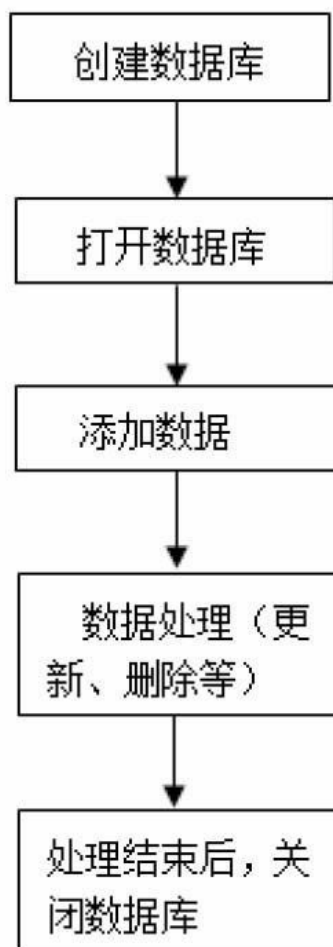 创建数据库
打开数据库
添加数据
数据处理（更
新、删除等）
处理结束后，关
闭数据库